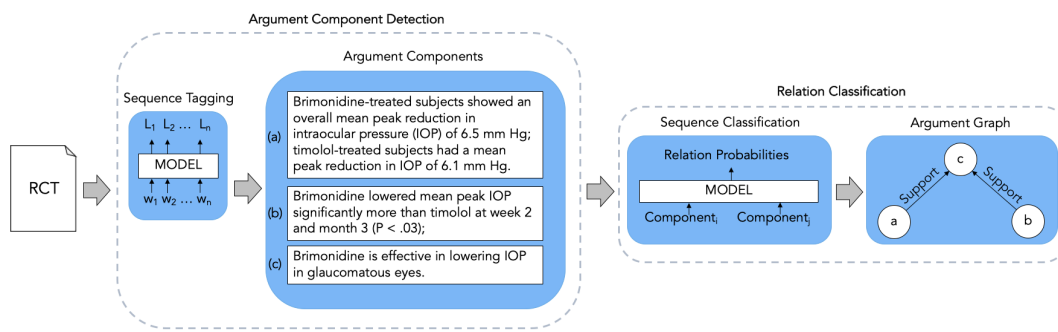 Argument Component Detection
RCT
Sequence Tagging
L1 L2 ... Ln
MODEL
w1 w2 ... wn
Argument Components
(a)
Brimonidine-treated subjects showed an
overall mean peak reduction in
intraocular pressure (IOP) of 6.5 mm Hg;
timolol-treated subjects had a mean
peak reduction in IOP of 6.1 mm Hg.
(b)
Brimonidine lowered mean peak IOP
significantly more than timolol at week 2
and month 3 (P < .03);
(c)
Brimonidine is effective in lowering IOP
in glaucomatous eyes.
Relation Classification
Sequence Classification
Relation Probabilities
MODEL
Componenti Componentj
Argument Graph
c
Support
Support
a
b